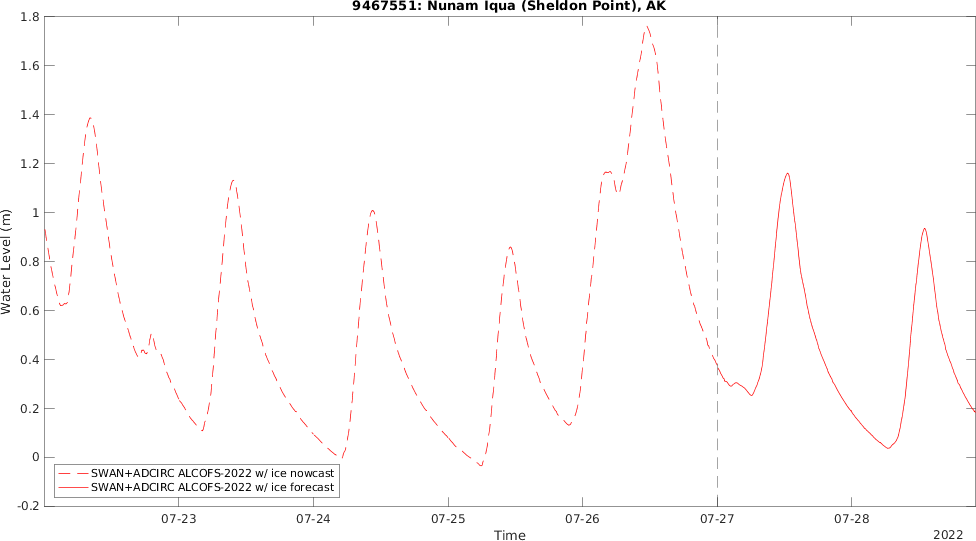 9467551: Nunam Iqua (Sheldon Point), AK
Water Level (m)
1.8
1.6
1.4
1.2
1
0.8
0.6
0.4
0.2
0
-0.2
SWAN+ADCIRC ALCOFS-2022 w/ ice nowcast
SWAN+ADCIRC ALCOFS-2022 w/ ice forecast
07-23 07-24 07-25 07-26 07-27 07-28
Time
2022